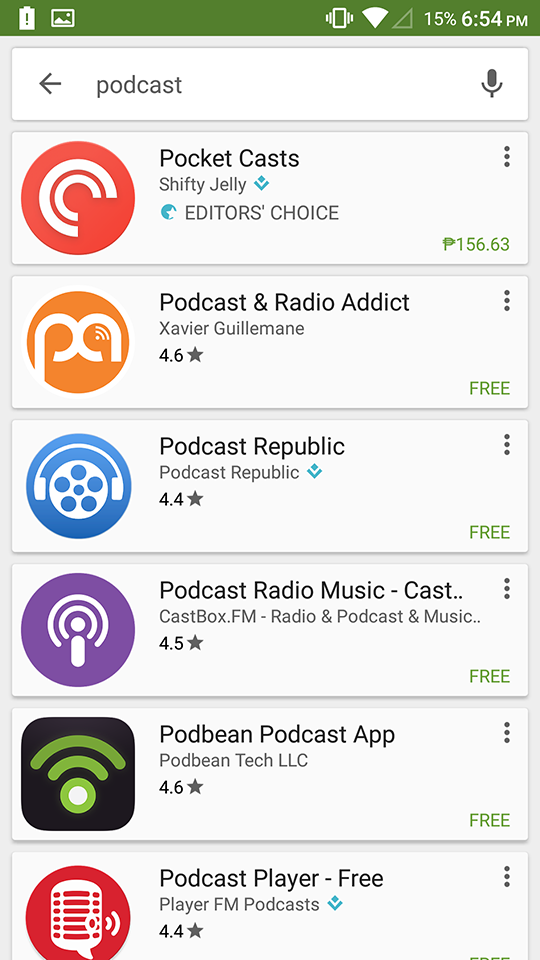 15% 6:54 PM
podcast
Pocket Casts
Shifty Jelly
EDITORS' CHOICE
₱156.63
Podcast & Radio Addict
Xavier Guillemane
4.6
FREE
Podcast Republic
Podcast Republic
4.4
FREE
Podcast Radio Music - Cast..
CastBox.FM - Radio & Podcast & Music..
4.5
FREE
Podbean Podcast App
Podbean Tech LLC
4.6
FREE
Podcast Player - Free
Player FM Podcasts
4.4
FREE